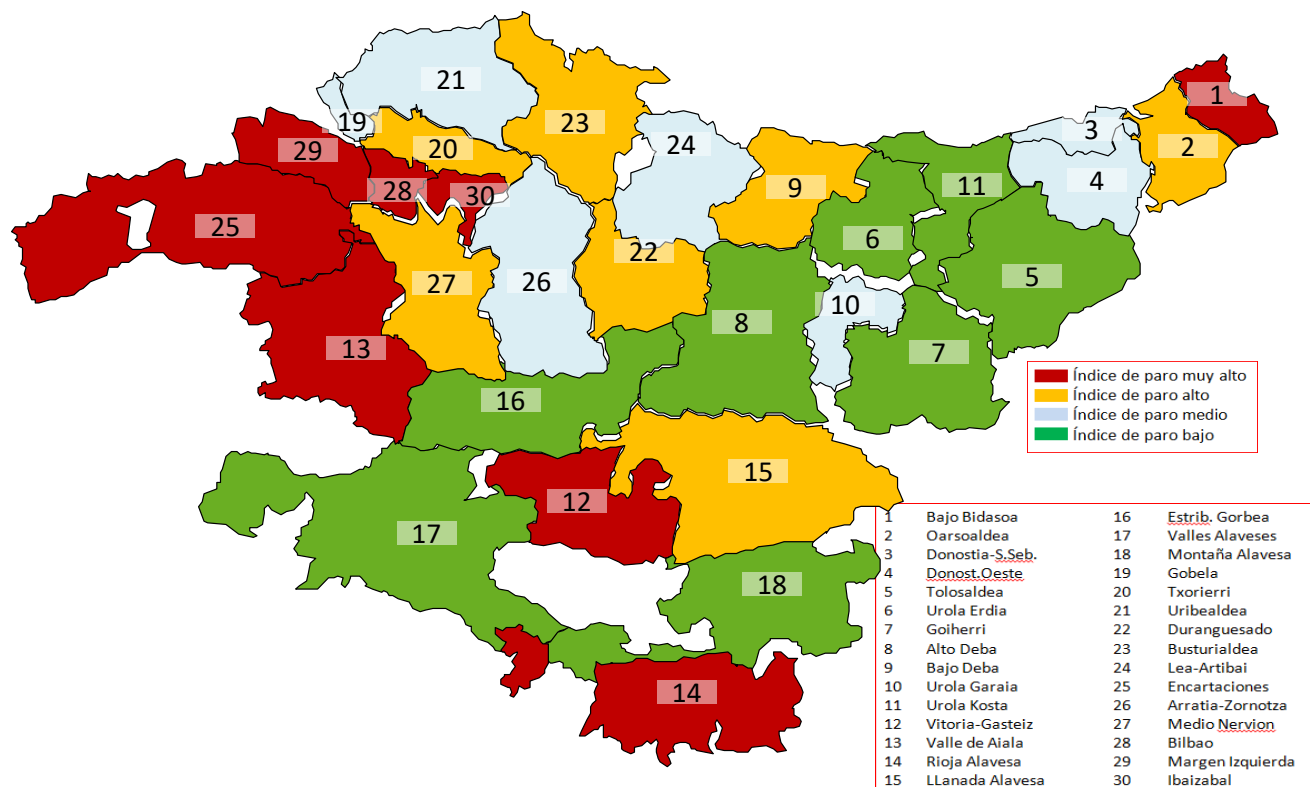 21
1
23
19
3
24
20
2
29
11
4
9
28
30
25
6
22
5
27
26
10
8
13
7
16
Índice de paro muy alto
Índice de paro alto
Índice de paro medio
Índice de paro bajo
15
12
17
18
14
1 Bajo Bidasoa 16 Estrib. Gorbea
2 Oarsoaldea 17 Valles Alaveses
3 Donostia-S.Seb. 18 Montaña Alavesa
4 Donost.Oeste 19 Gobela
5 Tolosaldea 20 Txorierri
6 Urola Erdia 21 Uribealdea
7 Goiherri 22 Duranguesado
8 Alto Deba 23 Busturialdea
9 Bajo Deba 24 Lea-Artibai
10 Urola Garaia 25 Encartaciones
11 Urola Kosta 26 Arratia-Zornotza
12 Vitoria-Gasteiz 27 Medio Nervion
13 Valle de Aiala 28 Bilbao
14 Rioja Alavesa 29 Margen Izquierda
15 LLanada Alavesa 30 Ibaizabal